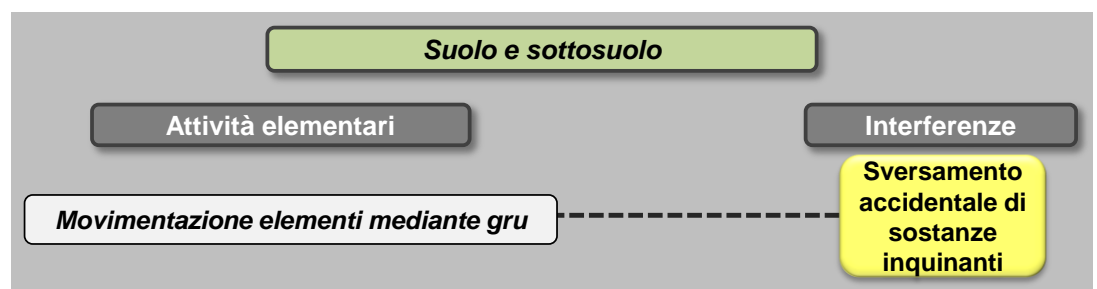 Suolo e sottosuolo
Attività elementari
Interferenze
Movimentazione elementi mediante gru
Sversamento
accidentale di
sostanze
inquinanti